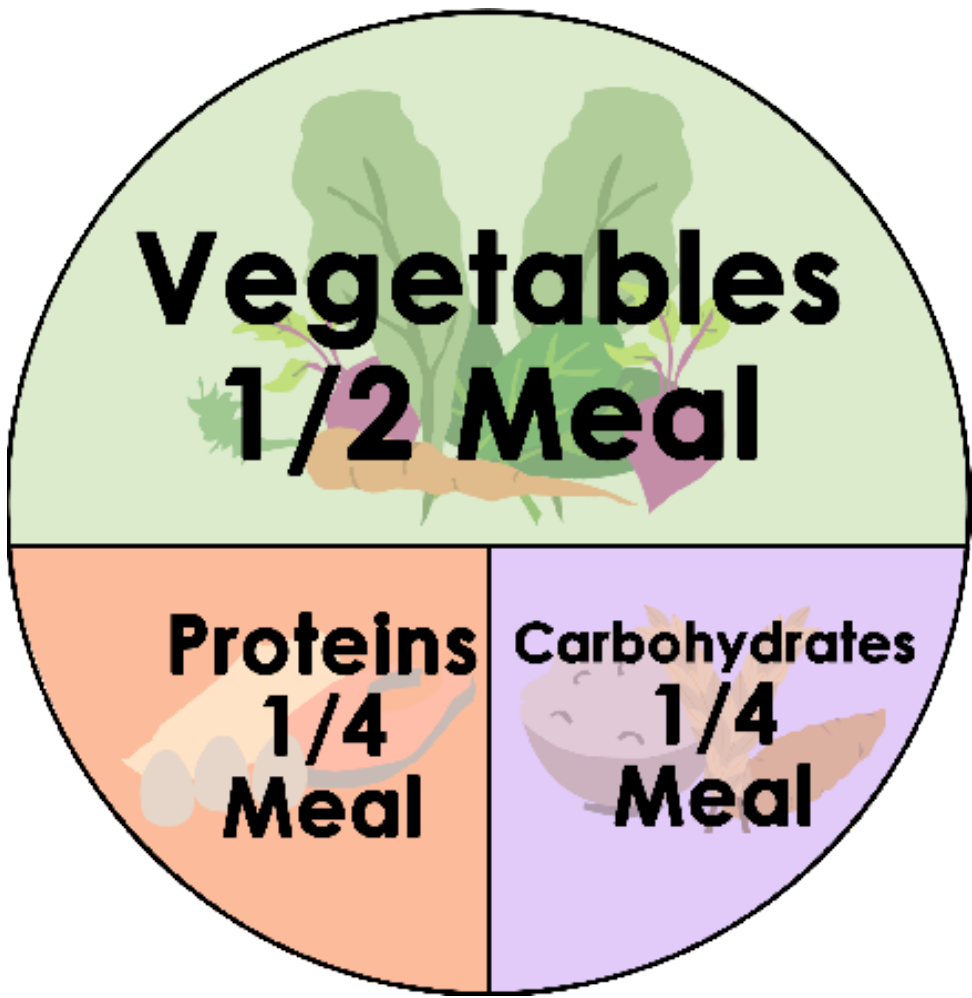 Vegetables
1/2 Meal
Proteins
1/4
Meal
Carbohydrates
1/4
Meal